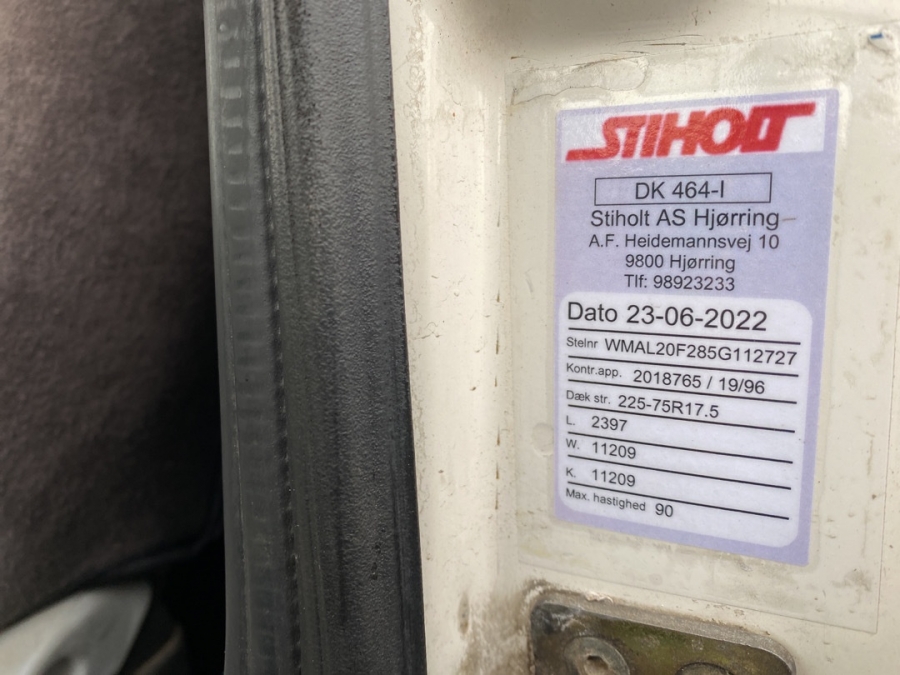 STIHOLT
DK 464-I
Stiholt AS Hjørring
A.F. Heidemannsvej 10
9800 Hjørring
Tlf: 98923233
Dato 23-06-2022
Stelnr WMAL20F285G112727
Kontr.app. 2018765 / 19/96
Dæk str. 225-75R17.5
L. 2397
W. 11209
K. 11209
Max. hastighed 90